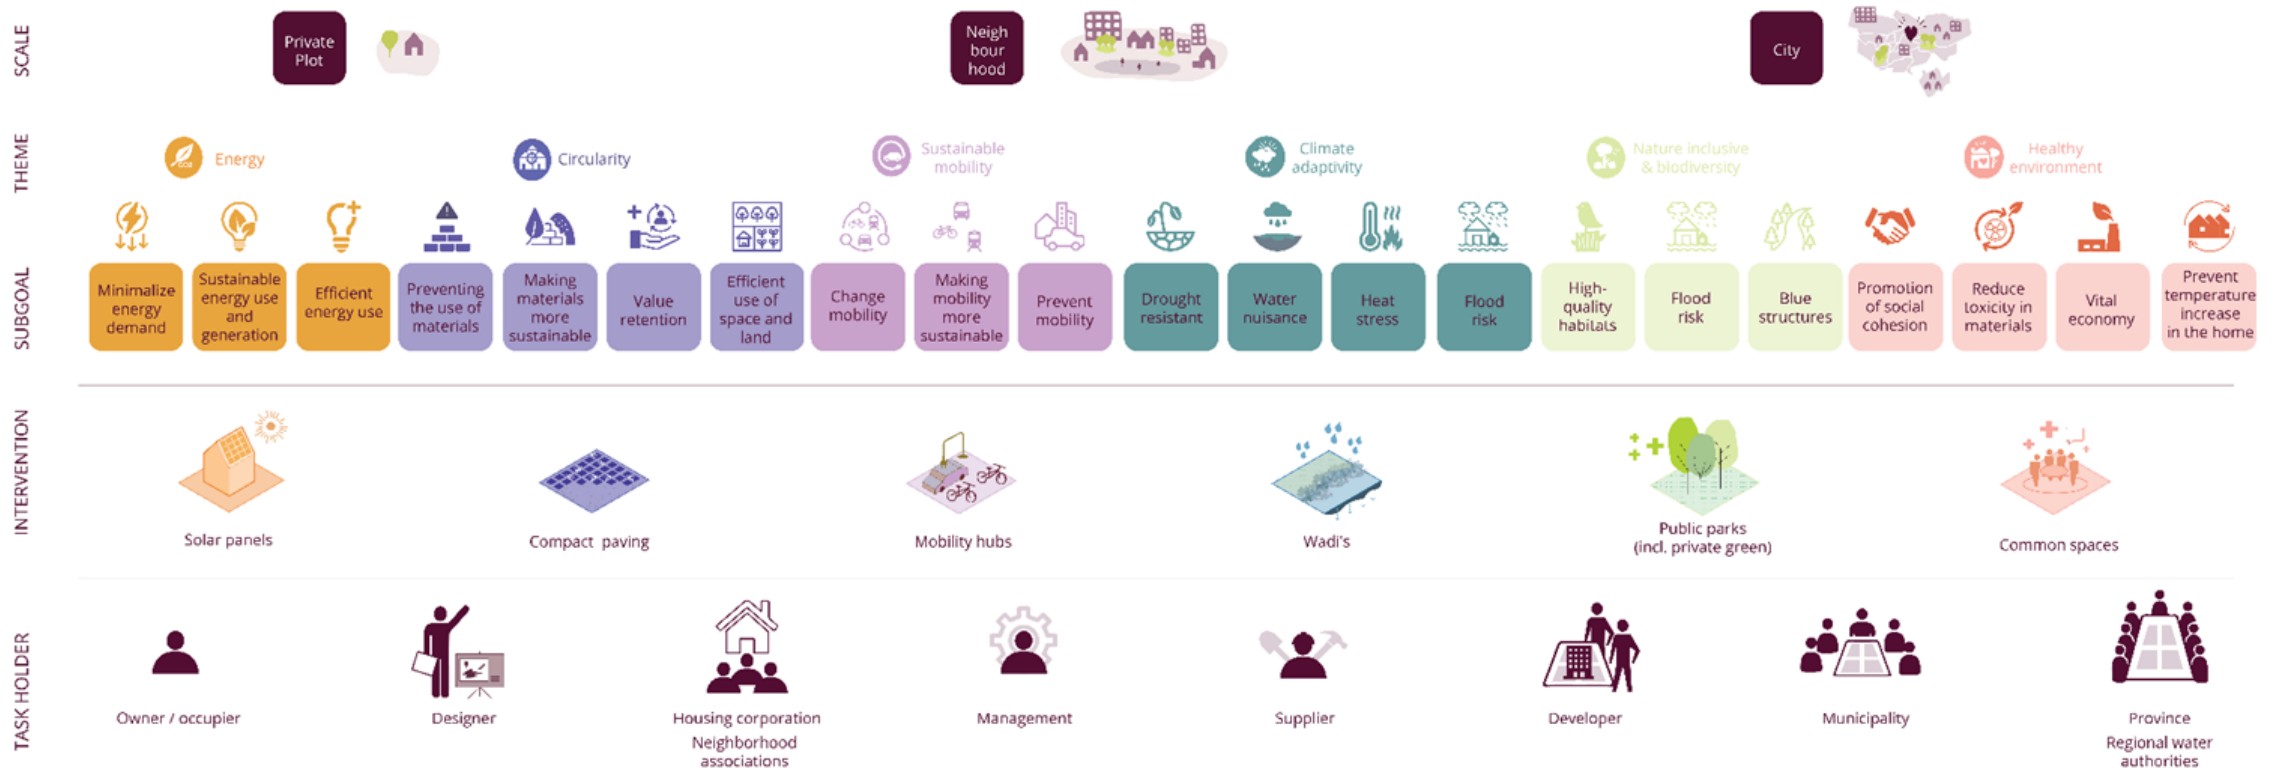 SCALE
Private
Plot
Neigh
bour
hood
City
THEME
Energy
Circularity
Sustainable
mobility
Climate
adaptivity
Nature inclusive
& biodiversity
Healthy
environment
SUBGOAL
Minimalize
energy
demand
Sustainable
energy use
and
generation
Efficient
energy use
Preventing
the use of
materials
Making
materials
more
sustainable
Value
retention
Efficient
use of
space and
land
Change
mobility
Making
mobility
more
sustainable
Prevent
mobility
Drought
resistant
Water
nuisance
Heat
stress
Flood
risk
High-
quality
habitats
Flood
risk
Blue
structures
Promotion
of social
cohesion
Reduce
toxicity in
materials
Vital
economy
Prevent
temperature
increase
in the home
INTERVENTION
Solar panels
Compact paving
Mobility hubs
Wadi's
Public parks
(incl. private green)
Common spaces
TASK HOLDER
Owner / occupier
Designer
Housing corporation
Neighborhood
associations
Management
Supplier
Developer
Municipality
Province
Regional water
authorities